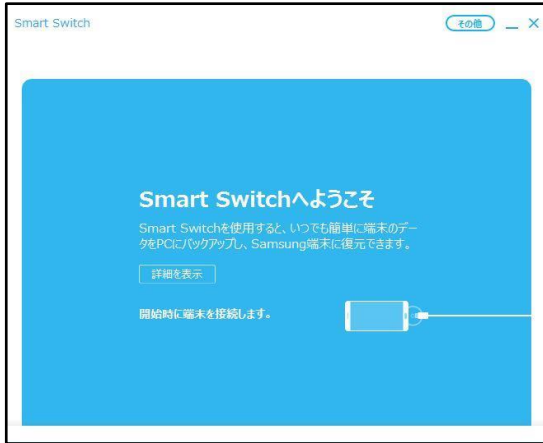 Smart Switch
その他
Smart Switchへようこそ
Smart Switchを使用すると、いつでも簡単に端末のデー
タをPCにバックアップし、Samsung端末に復元できます。
詳細を表示
開始時に端末を接続します。